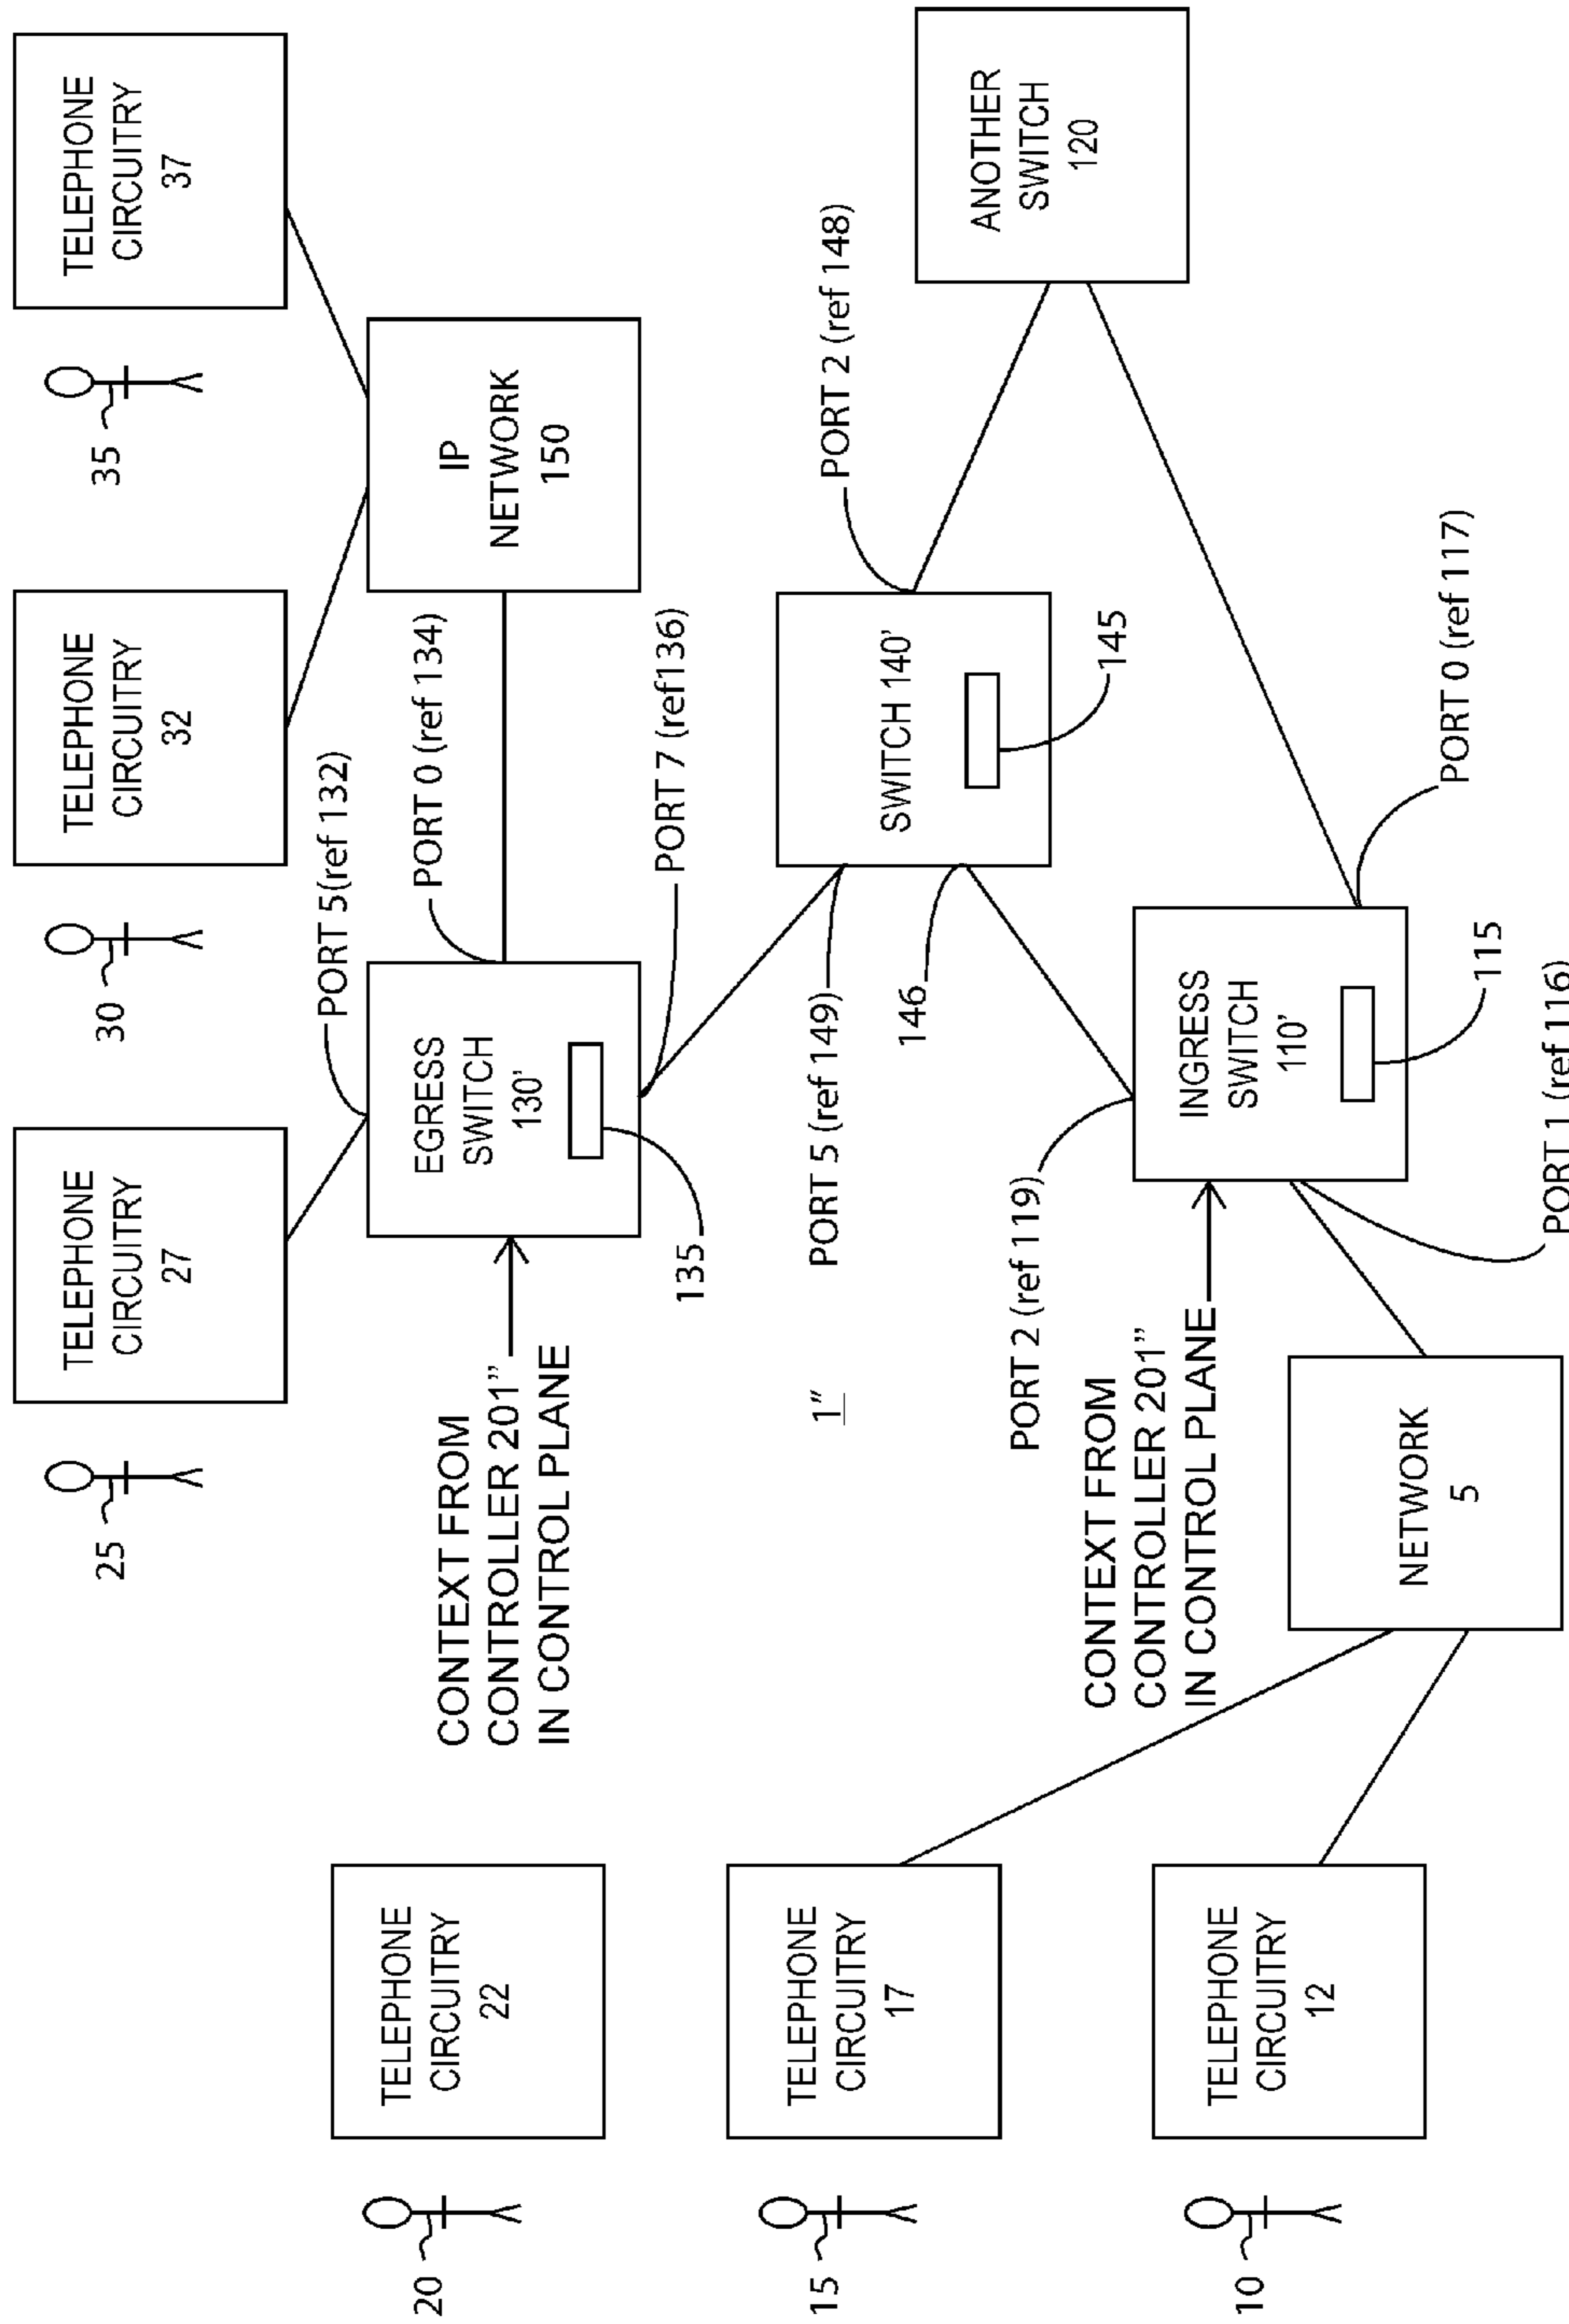 TELEPHONE
CIRCUITRY
22
20
TELEPHONE
CIRCUITRY
17
15
TELEPHONE
CIRCUITRY
12
10
TELEPHONE
CIRCUITRY
27
25
TELEPHONE
CIRCUITRY
32
30
TELEPHONE
CIRCUITRY
37
35
PORT 5(ref 132)
CONTEXT FROM
CONTROLLER 201”
IN CONTROL PLANE
EGRESS
SWITCH
130'
135
PORT 0 (ref 134)
PORT 7 (ref136)
IP
NETWORK
150
1”
PORT 5 (ref 149)
146
SWITCH 140'
145
PORT 2 (ref 148)
ANOTHER
SWITCH
120
PORT 2 (ref 119)
CONTEXT FROM
CONTROLLER 201”
IN CONTROL PLANE
INGRESS
SWITCH
110'
115
PORT 0 (ref 117)
NETWORK
5
PORT 1 (ref 116)